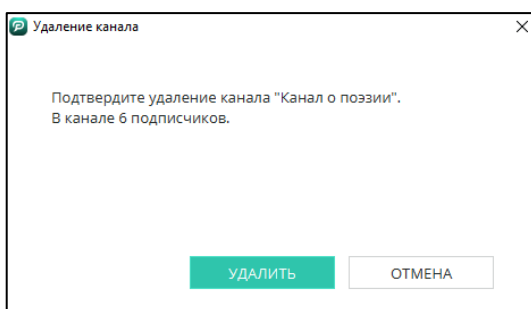 Удаление канала
Подтвердите удаление канала "Канал о поэзии".
В канале 6 подписчиков.
УДАЛИТЬ
ОТМЕНА